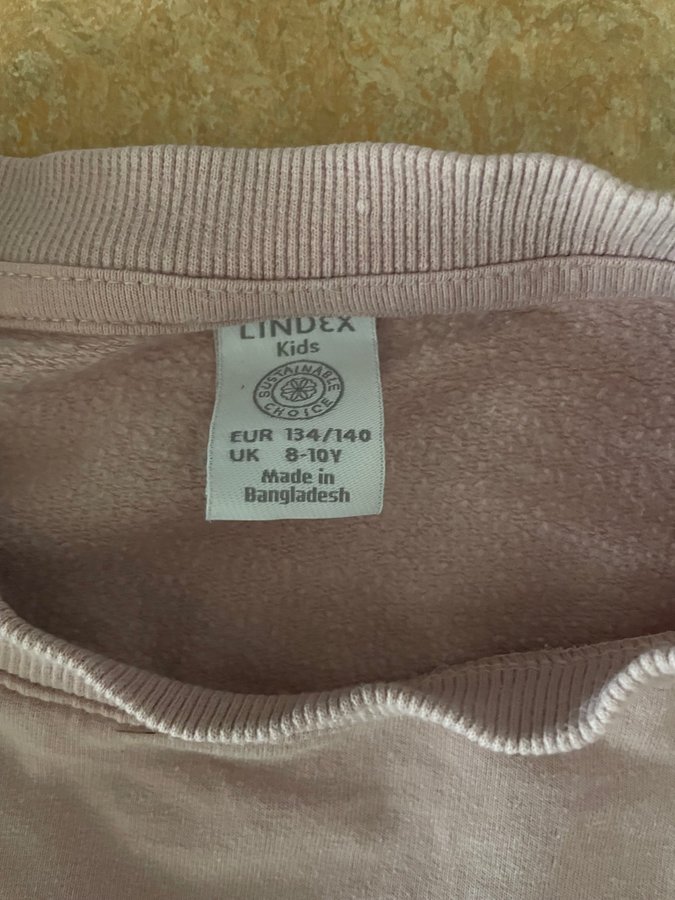 LINDEX
Kids
SUSTAINABLE
CHOICE
EUR 134/140
UK 8-10Y
Made in
Bangladesh